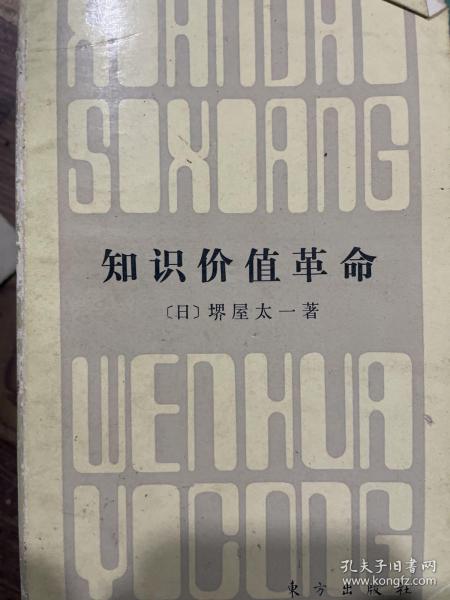 XIANDAI
SIXIANG
知识价值革命
〔日〕堺屋太一著
WENHUA
YICONG
東方出版社
孔夫子旧书网
www.kongfz.com